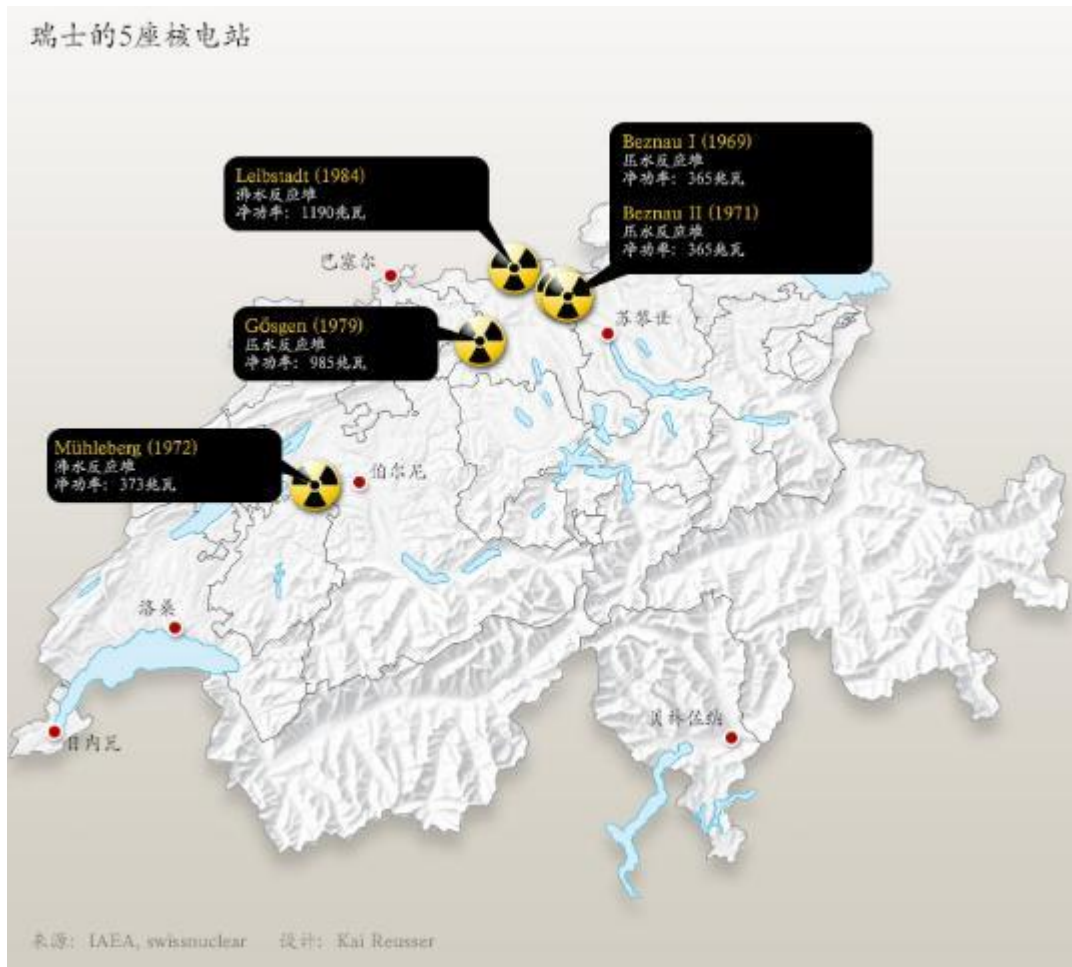 瑞士的5座核电站
Beznau I (1969)
压水反应堆
净功率: 365兆瓦
Beznau II (1971)
压水反应堆
净功率: 365兆瓦
Leibstadt (1984)
沸水反应堆
净功率: 1190兆瓦
巴塞尔
苏黎世
Gősgen (1979)
压水反应堆
净功率: 985兆瓦
Mühleberg (1972)
沸水反应堆
净功率: 373兆瓦
伯尔尼
洛桑
贝林佐纳
日内瓦
来源: IAEA, swissnuclear 设计: Kai Reusser